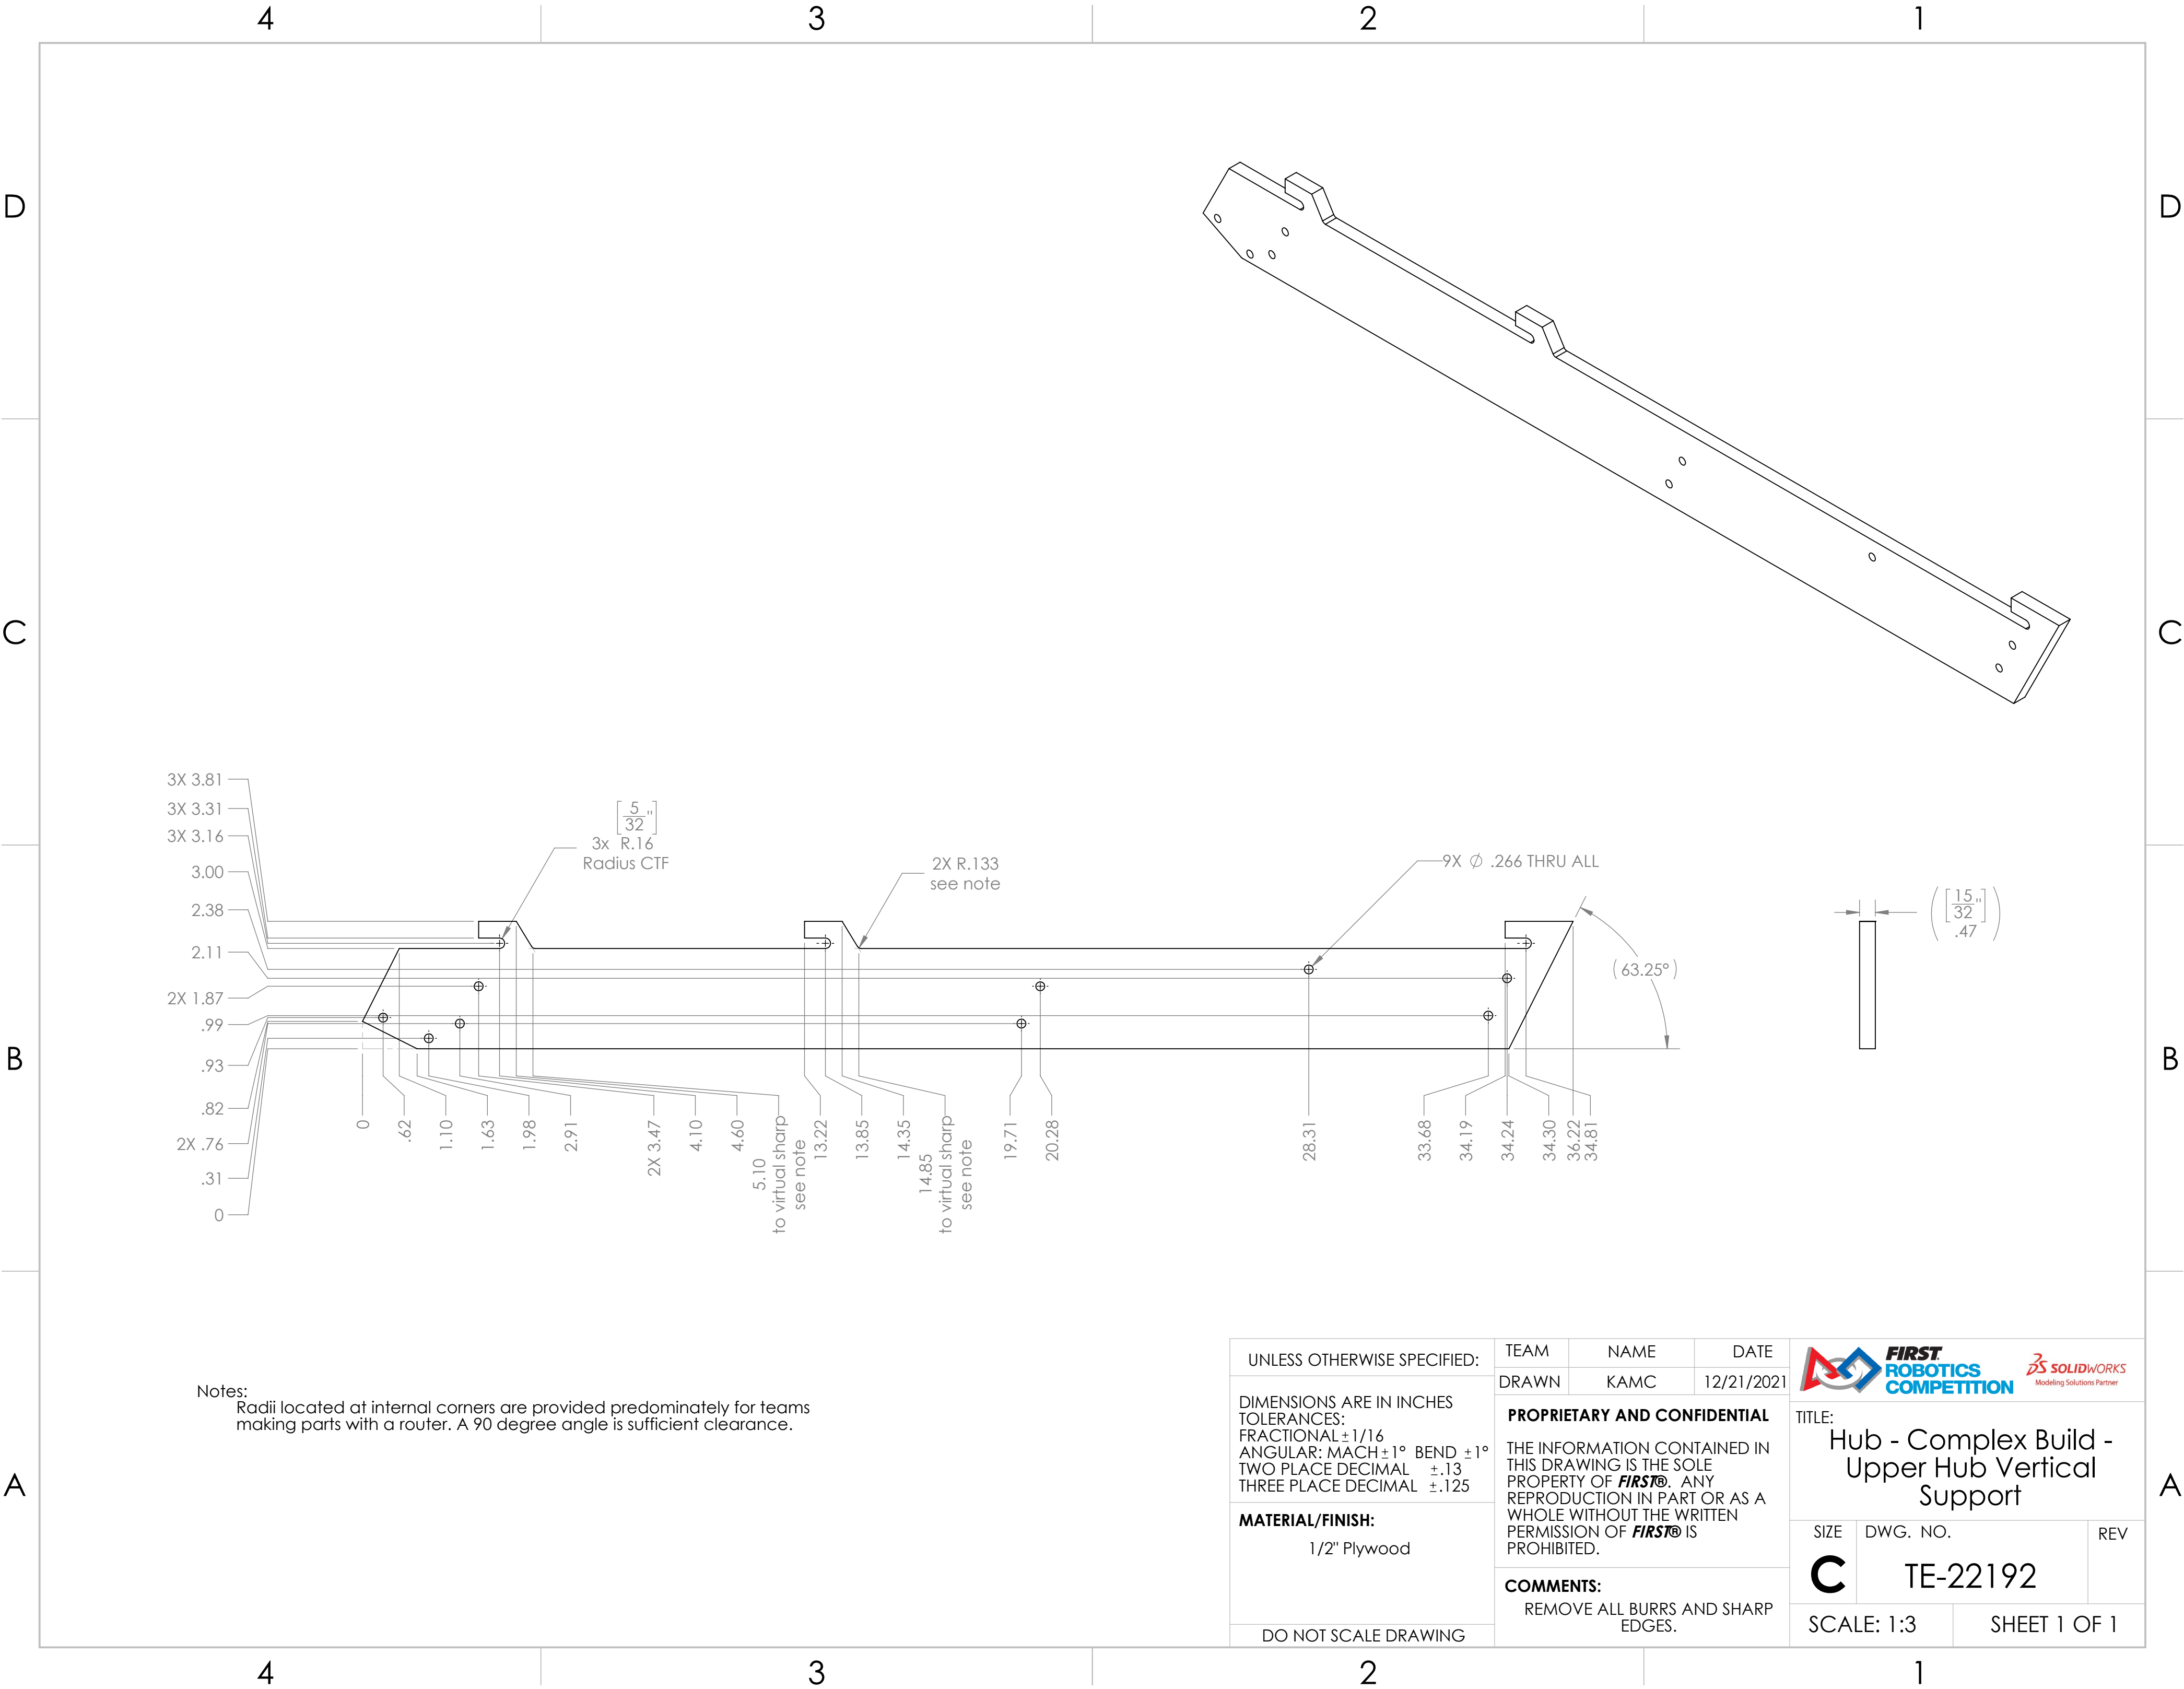 4 3 2 1
D D
C C
B B
A A
3X 3.81
3X 3.31
3X 3.16
3.00
2.38
2.11
2X 1.87
.99
.93
.82
2X .76
.31
0
[5/32"]
3x R.16
Radius CTF
2X R.133
see note
9X ∅ .266 THRU ALL
(63.25°)
([15/32"]
.47)
0
.62
1.10
1.63
1.98
2.91
2X 3.47
4.10
4.60
5.10
to virtual sharp
see note
13.22
13.85
14.35
14.85
to virtual sharp
see note
19.71
20.28
28.31
33.68
34.19
34.24
34.30
36.22
34.81
Notes:
Radii located at internal corners are provided predominately for teams
making parts with a router. A 90 degree angle is sufficient clearance.
UNLESS OTHERWISE SPECIFIED:
DIMENSIONS ARE IN INCHES
TOLERANCES:
FRACTIONAL ±1/16
ANGULAR: MACH±1° BEND ±1°
TWO PLACE DECIMAL ±.13
THREE PLACE DECIMAL ±.125
MATERIAL/FINISH:
1/2" Plywood
DO NOT SCALE DRAWING
TEAM NAME DATE
DRAWN KAMC 12/21/2021
PROPRIETARY AND CONFIDENTIAL
THE INFORMATION CONTAINED IN
THIS DRAWING IS THE SOLE
PROPERTY OF FIRST®. ANY
REPRODUCTION IN PART OR AS A
WHOLE WITHOUT THE WRITTEN
PERMISSION OF FIRST® IS
PROHIBITED.
COMMENTS:
REMOVE ALL BURRS AND SHARP
EDGES.
FIRST®
ROBOTICS
COMPETITION
SOLIDWORKS
Modeling Solutions Partner
TITLE:
Hub - Complex Build -
Upper Hub Vertical
Support
SIZE DWG. NO. REV
C TE-22192
SCALE: 1:3 SHEET 1 OF 1
4 3 2 1